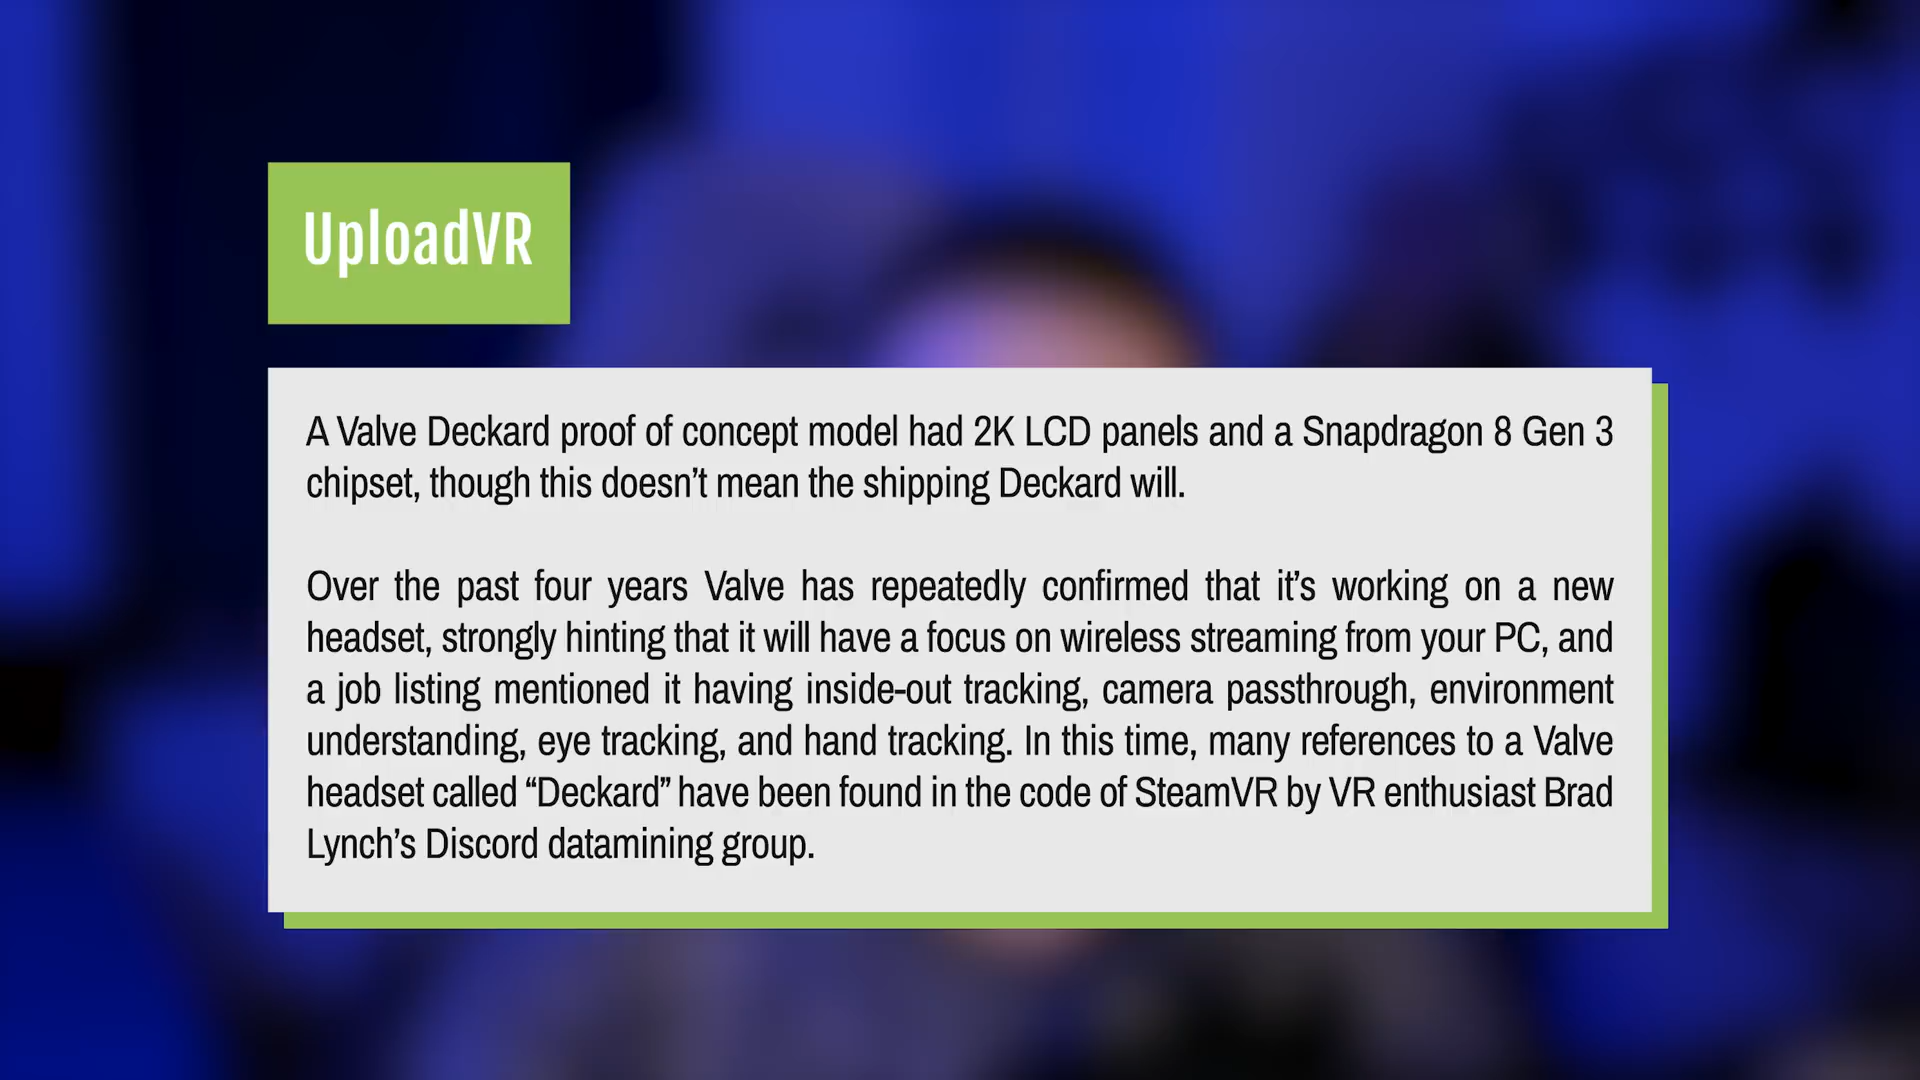 UploadVR
A Valve Deckard proof of concept model had 2K LCD panels and a Snapdragon 8 Gen 3
chipset, though this doesn’t mean the shipping Deckard will.
Over the past four years Valve has repeatedly confirmed that it’s working on a new
headset, strongly hinting that it will have a focus on wireless streaming from your PC, and
a job listing mentioned it having inside-out tracking, camera passthrough, environment
understanding, eye tracking, and hand tracking. In this time, many references to a Valve
headset called “Deckard” have been found in the code of SteamVR by VR enthusiast Brad
Lynch’s Discord datamining group.